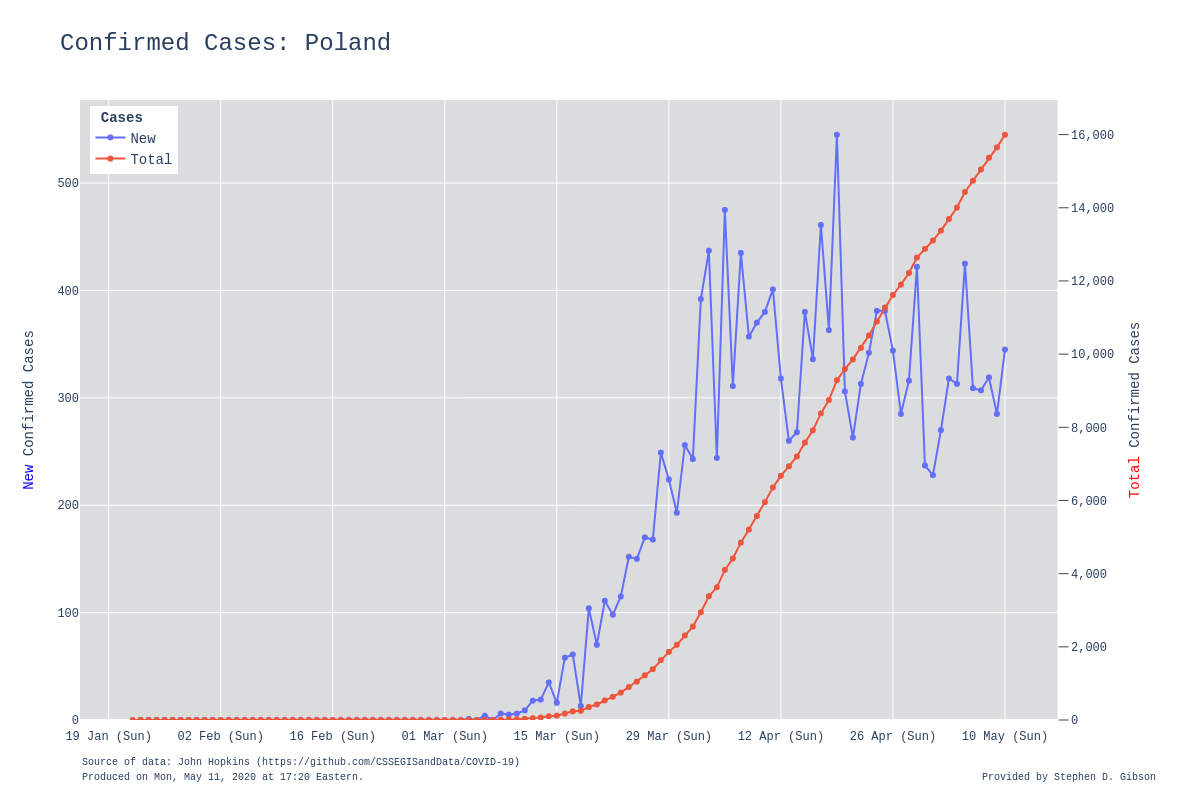 Confirmed Cases: Poland
Cases
New
Total
500
400
300
200
100
0
New Confirmed Cases
16,000
14,000
12,000
10,000
8,000
6,000
4,000
2,000
0
Total Confirmed Cases
19 Jan (Sun) 02 Feb (Sun) 16 Feb (Sun) 01 Mar (Sun) 15 Mar (Sun) 29 Mar (Sun) 12 Apr (Sun) 26 Apr (Sun) 10 May (Sun)
Source of data: John Hopkins (https://github.com/CSSEGISandData/COVID-19)
Produced on Mon, May 11, 2020 at 17:20 Eastern.
Provided by Stephen D. Gibson